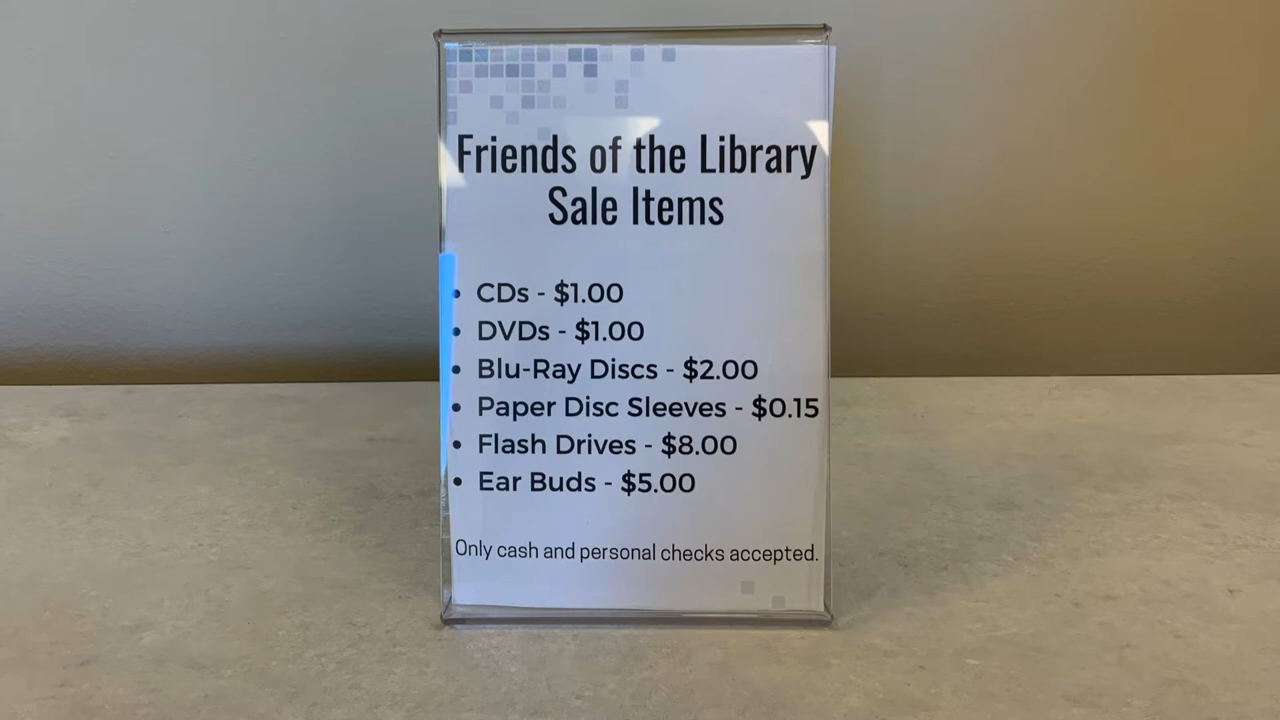 Friends of the Library
Sale Items
• CDs - $1.00
• DVDs - $1.00
• Blu-Ray Discs - $2.00
• Paper Disc Sleeves - $0.15
• Flash Drives - $8.00
• Ear Buds - $5.00
Only cash and personal checks accepted.